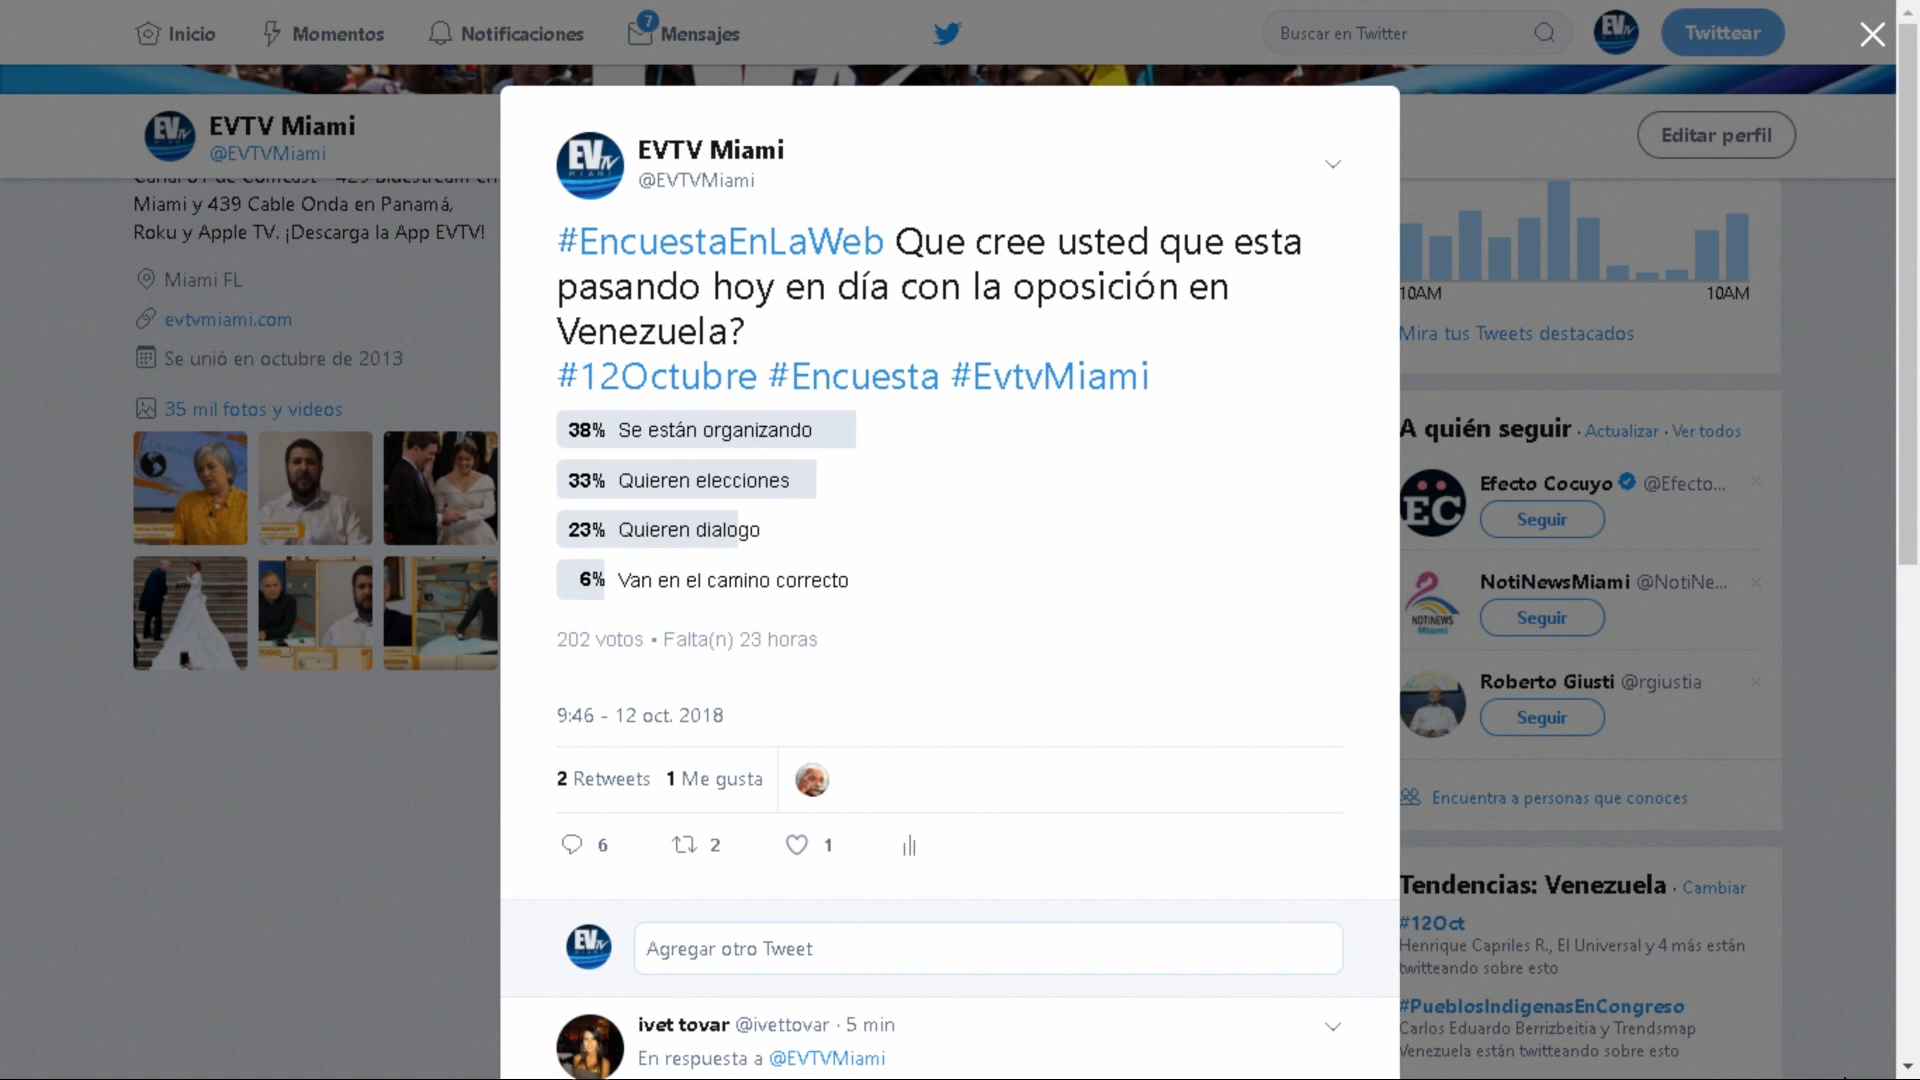 Inicio
Momentos
Notificaciones
7
Mensajes
Buscar en Twitter
Twittear
EVTV Miami
@EVTVMiami
Editar perfil
Miami y 439 Cable Onda en Panamá,
Roku y Apple TV. ¡Descarga la App EVTV!
Miami FL
evtvmiami.com
Se unió en octubre de 2013
35 mil fotos y videos
EVTV Miami
@EVTVMiami
#EncuestaEnLaWeb Que cree usted que esta
pasando hoy en día con la oposición en
Venezuela?
#12Octubre #Encuesta #EvtvMiami
38% Se están organizando
33% Quieren elecciones
23% Quieren dialogo
6% Van en el camino correcto
202 votos • Falta(n) 23 horas
9:46 - 12 oct. 2018
2 Retweets 1 Me gusta
6 2 1
Agregar otro Tweet
ivet tovar @ivettovar · 5 min
En respuesta a @EVTVMiami
10AM 10AM
Mira tus Tweets destacados
A quién seguir · Actualizar · Ver todos
EC
Efecto Cocuyo @Efecto...
Seguir
NOTINEWS
Miami
NotiNewsMiami @NotiNe...
Seguir
Roberto Giusti @rgiustia
Seguir
Encuentra a personas que conoces
Tendencias: Venezuela · Cambiar
#12Oct
Henrique Capriles R., El Universal y 4 más están
twitteando sobre esto
#PueblosIndigenasEnCongreso
Carlos Eduardo Berrizbeitia y Trendsmap
Venezuela están twitteando sobre esto